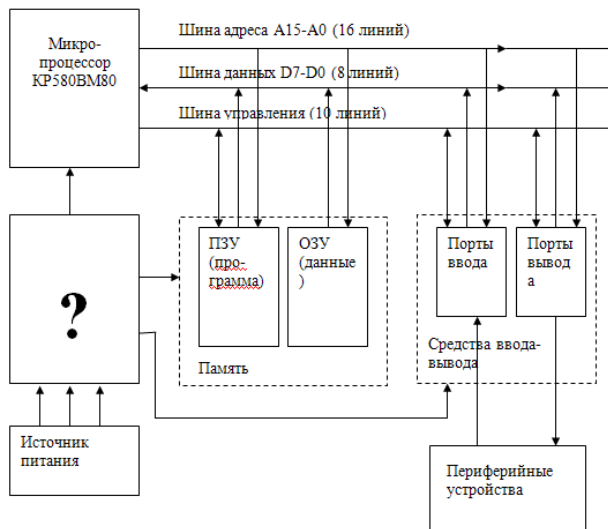 Микро-
процессор
КР580ВМ80
Шина адреса А15-А0 (16 линий)
Шина данных D7-D0 (8 линий)
Шина управления (10 линий)
?
ПЗУ
(про-
грамма)
ОЗУ
(данные
)
Память
Порты
ввода
Порты
вывод
а
Средства ввода-
вывода
Источник
питания
Периферийные
устройства